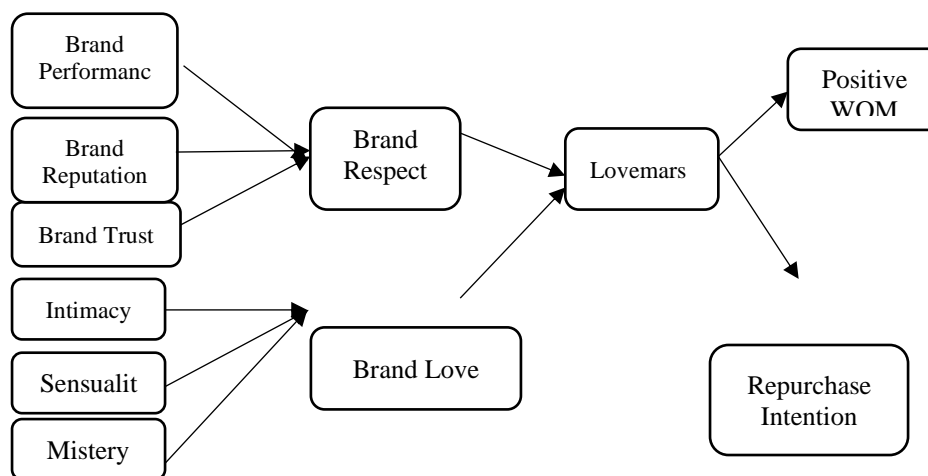 Brand
Performanc
Brand
Reputation
Brand Trust
Intimacy
Sensualit
Mistery
Brand
Respect
Brand Love
Lovemars
Positive
WOM
Repurchase
Intention